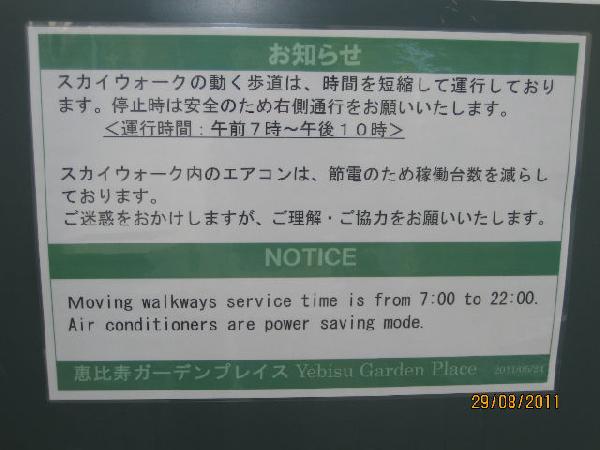 お知らせ
スカイウォークの動く歩道は、時間を短縮して運行しており
ます。停止時は安全のため右側通行をお願いいたします。
＜運行時間：午前７時～午後１０時＞
スカイウォーク内のエアコンは、節電のため稼働台数を減らし
ております。
ご迷惑をおかけしますが、ご理解・ご協力をお願いいたします。
NOTICE
Moving walkways service time is from 7:00 to 22:00.
Air conditioners are power saving mode.
恵比寿ガーデンプレイス Yebisu Garden Place
29/08/2011